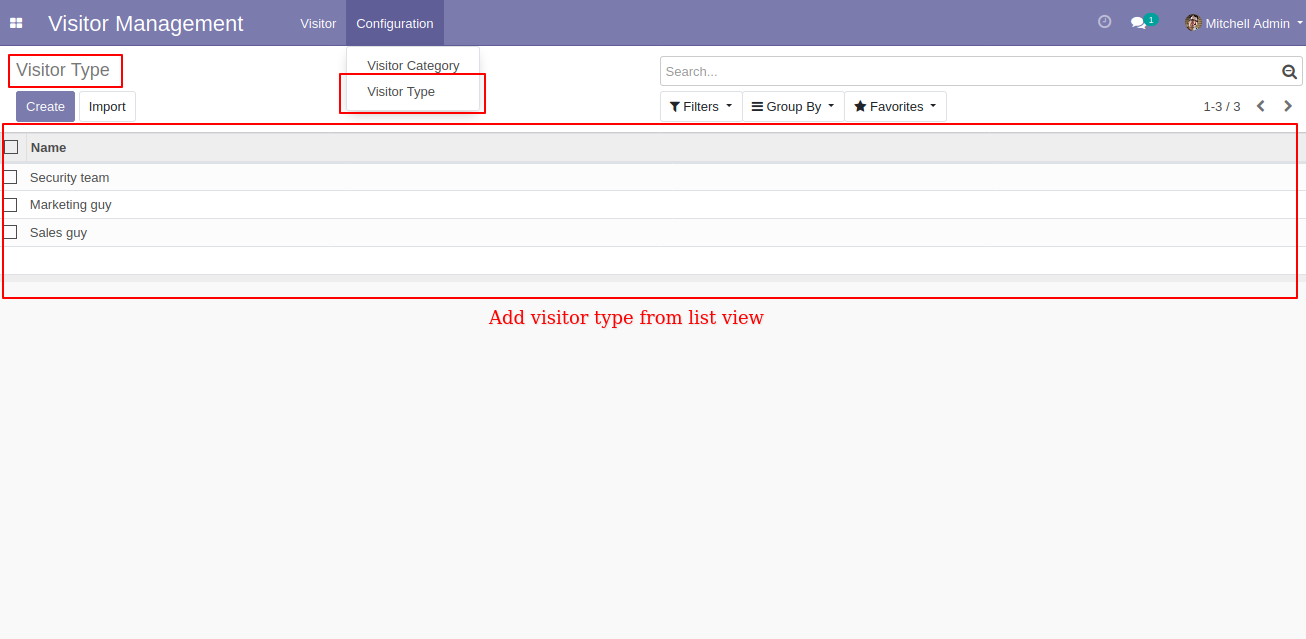 Visitor Management Visitor Configuration 1 Mitchell Admin
Visitor Type
Visitor Category
Visitor Type
Search...
Create Import
Filters Group By Favorites 1-3 / 3
Name
Security team
Marketing guy
Sales guy
Add visitor type from list view